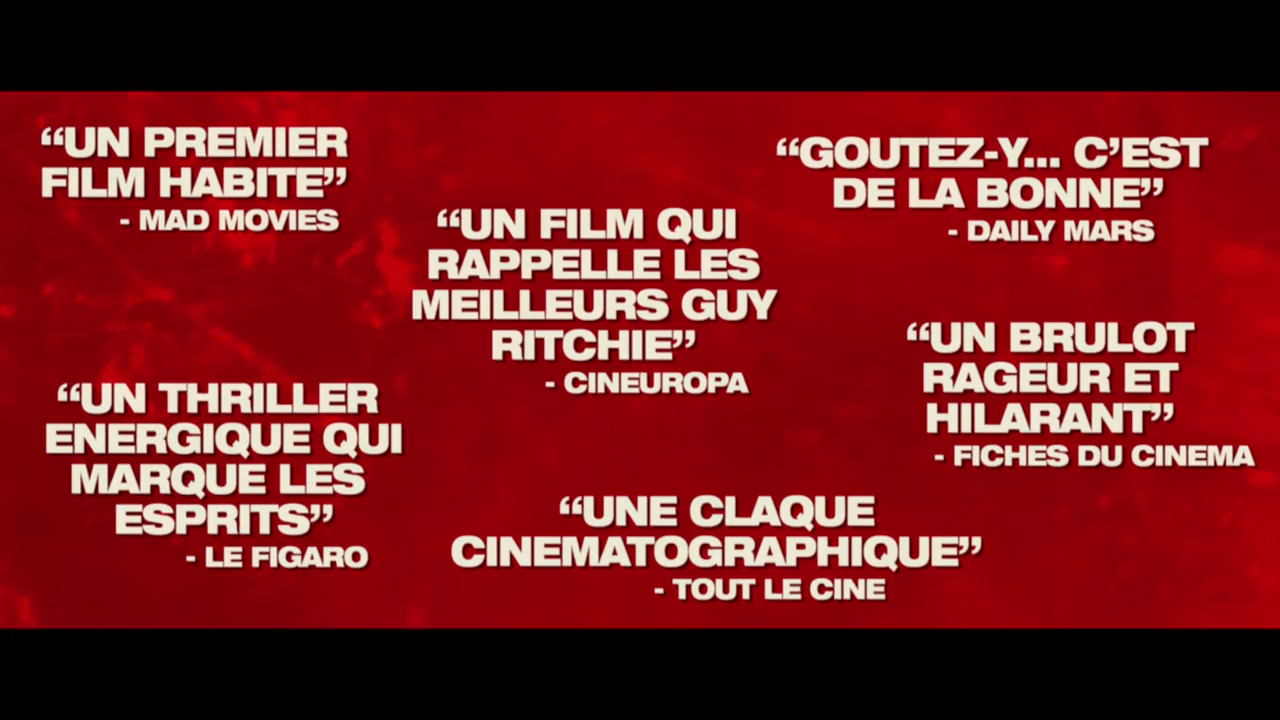 “UN PREMIER
FILM HABITE”
- MAD MOVIES
“UN FILM QUI
RAPPELLE LES
MEILLEURS GUY
RITCHIE”
- CINEUROPA
“GOUTEZ-Y... C’EST
DE LA BONNE”
- DAILY MARS
“UN THRILLER
ENERGIQUE QUI
MARQUE LES
ESPRITS”
- LE FIGARO
“UNE CLAQUE
CINEMATOGRAPHIQUE”
- TOUT LE CINE
“UN BRULOT
RAGEUR ET
HILARANT”
- FICHES DU CINEMA